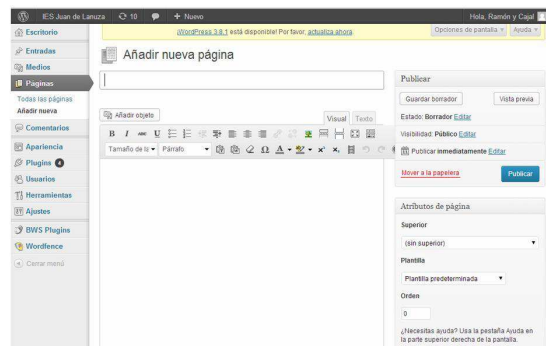 IES Juan de Lanuza 10 + Nuevo Hola, Ramón y Cajal
¡WordPress 3.8.1 está disponible! Por favor, actualiza ahora.
Opciones de pantalla Ayuda
Escritorio
Entradas
Medios
Páginas
Todas las páginas
Añadir nueva
Comentarios
Apariencia
Plugins
Usuarios
Herramientas
Ajustes
BWS Plugins
Wordfence
Cerrar menú
Añadir nueva página
Añadir objeto
Visual Texto
B I ABC U
Tamaño de la Párrafo
Publicar
Guardar borrador Vista previa
Estado: Borrador Editar
Visibilidad: Público Editar
Publicar inmediatamente Editar
Mover a la papelera Publicar
Atributos de página
Superior
(sin superior)
Plantilla
Plantilla predeterminada
Orden
0
¿Necesitas ayuda? Usa la pestaña Ayuda en
la parte superior derecha de la pantalla.